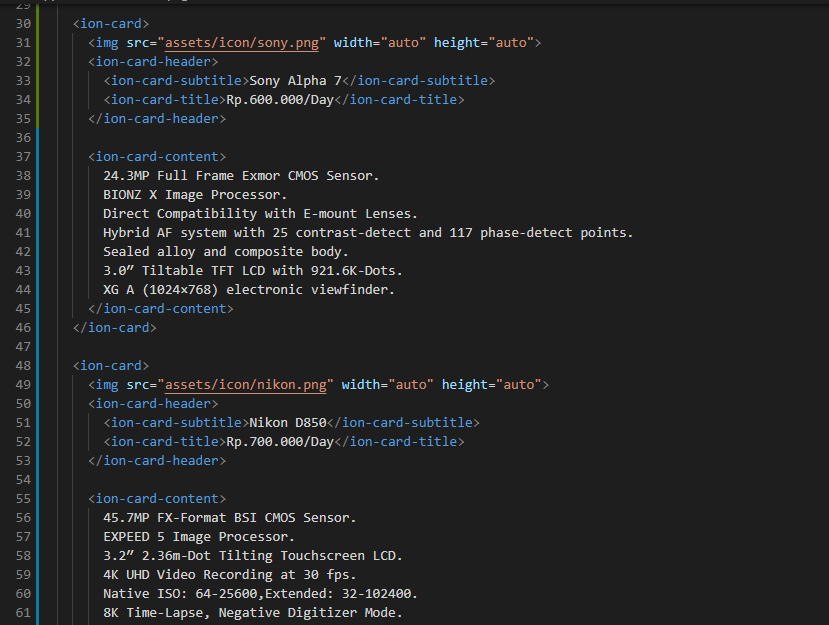 29
30 <ion-card>
31 <img src="assets/icon/sony.png" width="auto" height="auto">
32 <ion-card-header>
33 <ion-card-subtitle>Sony Alpha 7</ion-card-subtitle>
34 <ion-card-title>Rp.600.000/Day</ion-card-title>
35 </ion-card-header>
36
37 <ion-card-content>
38 24.3MP Full Frame Exmor CMOS Sensor.
39 BIONZ X Image Processor.
40 Direct Compatibility with E-mount Lenses.
41 Hybrid AF system with 25 contrast-detect and 117 phase-detect points.
42 Sealed alloy and composite body.
43 3.0” Tiltable TFT LCD with 921.6K-Dots.
44 XG A (1024×768) electronic viewfinder.
45 </ion-card-content>
46 </ion-card>
47
48 <ion-card>
49 <img src="assets/icon/nikon.png" width="auto" height="auto">
50 <ion-card-header>
51 <ion-card-subtitle>Nikon D850</ion-card-subtitle>
52 <ion-card-title>Rp.700.000/Day</ion-card-title>
53 </ion-card-header>
54
55 <ion-card-content>
56 45.7MP FX-Format BSI CMOS Sensor.
57 EXPEED 5 Image Processor.
58 3.2” 2.36m-Dot Tilting Touchscreen LCD.
59 4K UHD Video Recording at 30 fps.
60 Native ISO: 64-25600,Extended: 32-102400.
61 8K Time-Lapse, Negative Digitizer Mode.